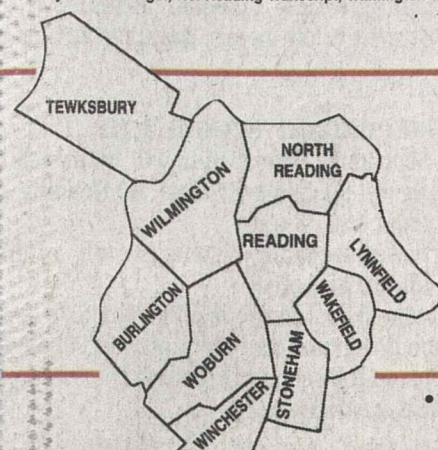 TEWKSBURY
NORTH
READING
WILMINGTON
READING
LYNNFIELD
BURLINGTON
WAKEFIELD
WOBURN
STONEHAM
WINCHESTER